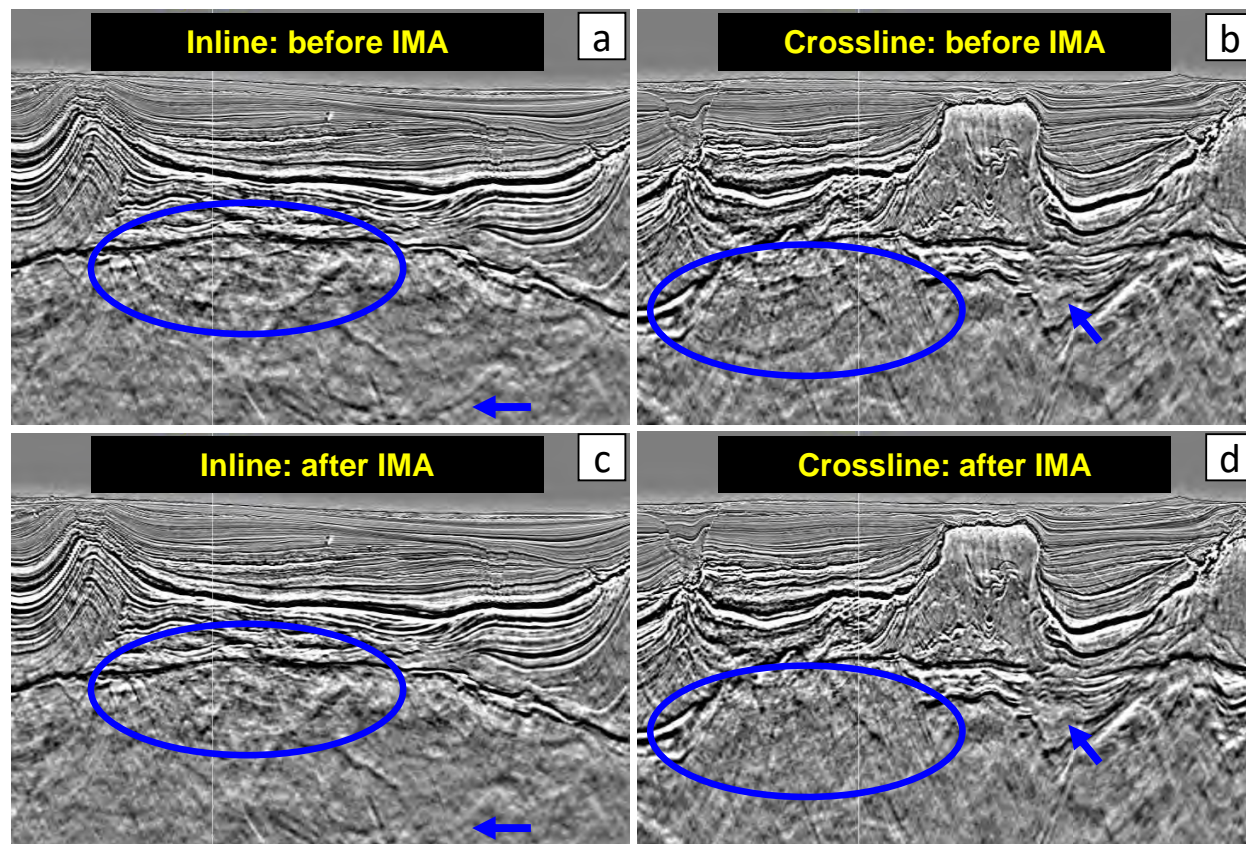 Inline: before IMA
a
Crossline: before IMA
b
Inline: after IMA
c
Crossline: after IMA
d